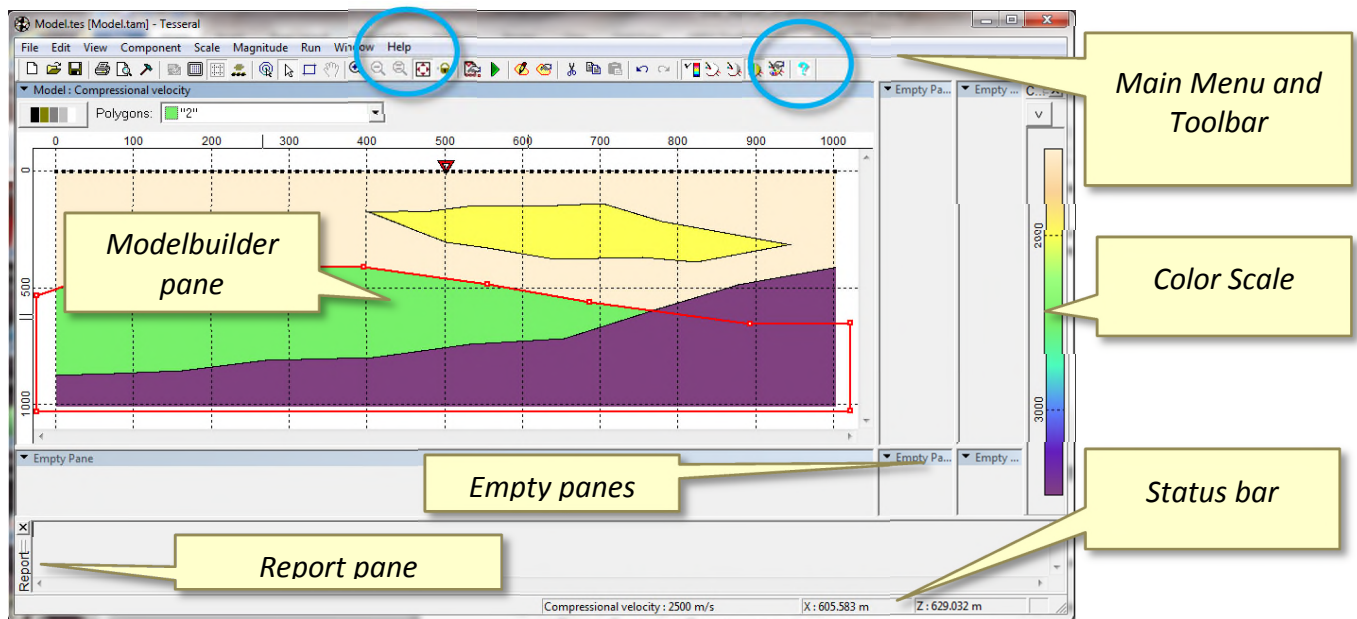 Model.tes [Model.tam] - Tesseral
File Edit View Component Scale Magnitude Run Window Help
Main Menu and
Toolbar
Model : Compressional velocity
Empty Pa...
Empty ...
C...
Polygons: "2"
V
0 100 200 300 400 500 600 700 800 900 1000
0
500
1000
Modelbuilder
pane
2000
3000
Color Scale
Empty Pane
Empty Pa...
Empty ...
Empty panes
Status bar
Report
Report pane
Compressional velocity : 2500 m/s
X : 605.583 m
Z : 629.032 m